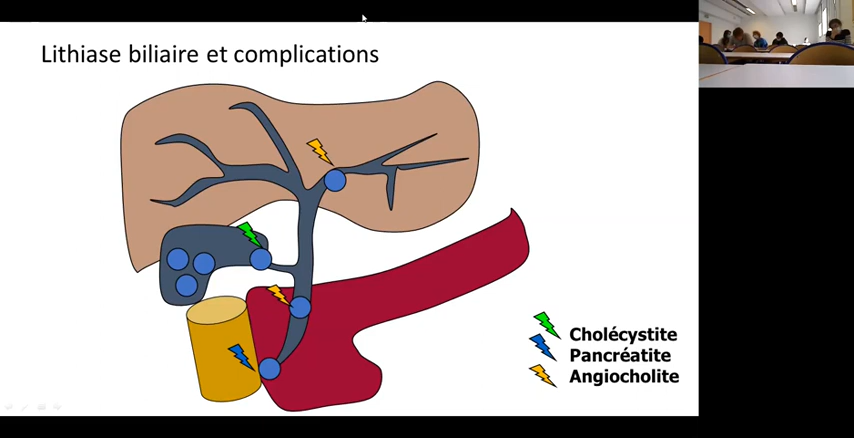 Lithiase biliaire et complications
Cholécystite
Pancréatite
Angiocholite